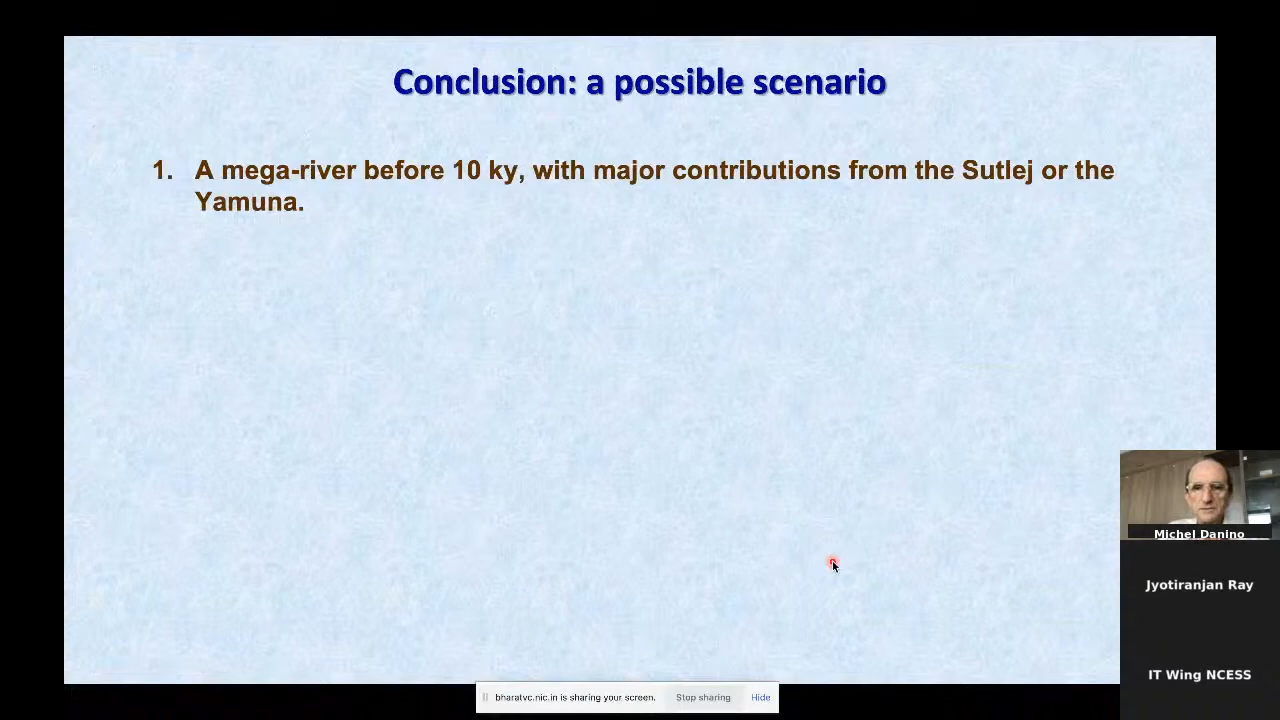 Conclusion: a possible scenario
1. A mega-river before 10 ky, with major contributions from the Sutlej or the
Yamuna.
Michel Danino
Jyotiranjan Ray
IT Wing NCESS
bharatvc.nic.in is sharing your screen. Stop sharing Hide